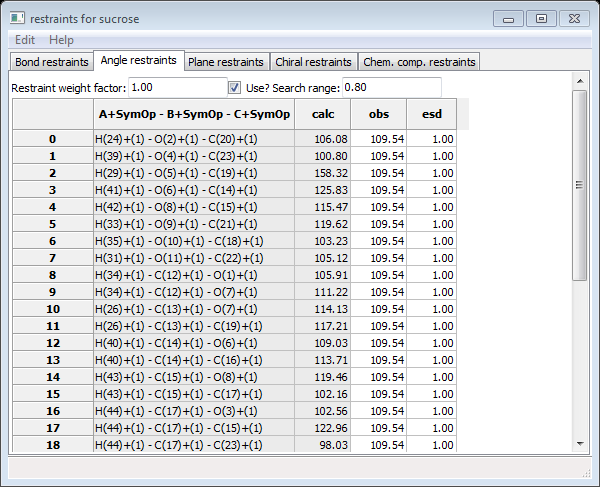 restraints for sucrose
Edit Help
Bond restraints Angle restraints Plane restraints Chiral restraints Chem. comp. restraints
Restraint weight factor: 1.00 Use? Search range: 0.80
A+SymOp - B+SymOp - C+SymOp calc obs esd
0 H(24)+(1) - O(2)+(1) - C(20)+(1) 106.08 109.54 1.00
1 H(39)+(1) - O(4)+(1) - C(23)+(1) 100.80 109.54 1.00
2 H(29)+(1) - O(5)+(1) - C(19)+(1) 158.32 109.54 1.00
3 H(41)+(1) - O(6)+(1) - C(14)+(1) 125.83 109.54 1.00
4 H(42)+(1) - O(8)+(1) - C(15)+(1) 115.47 109.54 1.00
5 H(33)+(1) - O(9)+(1) - C(21)+(1) 119.62 109.54 1.00
6 H(35)+(1) - O(10)+(1) - C(18)+(1) 103.23 109.54 1.00
7 H(31)+(1) - O(11)+(1) - C(22)+(1) 105.12 109.54 1.00
8 H(34)+(1) - C(12)+(1) - O(1)+(1) 105.91 109.54 1.00
9 H(34)+(1) - C(12)+(1) - O(7)+(1) 111.22 109.54 1.00
10 H(26)+(1) - C(13)+(1) - O(7)+(1) 114.13 109.54 1.00
11 H(26)+(1) - C(13)+(1) - C(19)+(1) 117.21 109.54 1.00
12 H(40)+(1) - C(14)+(1) - O(6)+(1) 109.03 109.54 1.00
13 H(40)+(1) - C(14)+(1) - C(16)+(1) 113.71 109.54 1.00
14 H(43)+(1) - C(15)+(1) - O(8)+(1) 119.46 109.54 1.00
15 H(43)+(1) - C(15)+(1) - C(17)+(1) 102.16 109.54 1.00
16 H(44)+(1) - C(17)+(1) - O(3)+(1) 102.56 109.54 1.00
17 H(44)+(1) - C(17)+(1) - C(15)+(1) 122.96 109.54 1.00
18 H(44)+(1) - C(17)+(1) - C(23)+(1) 98.03 109.54 1.00